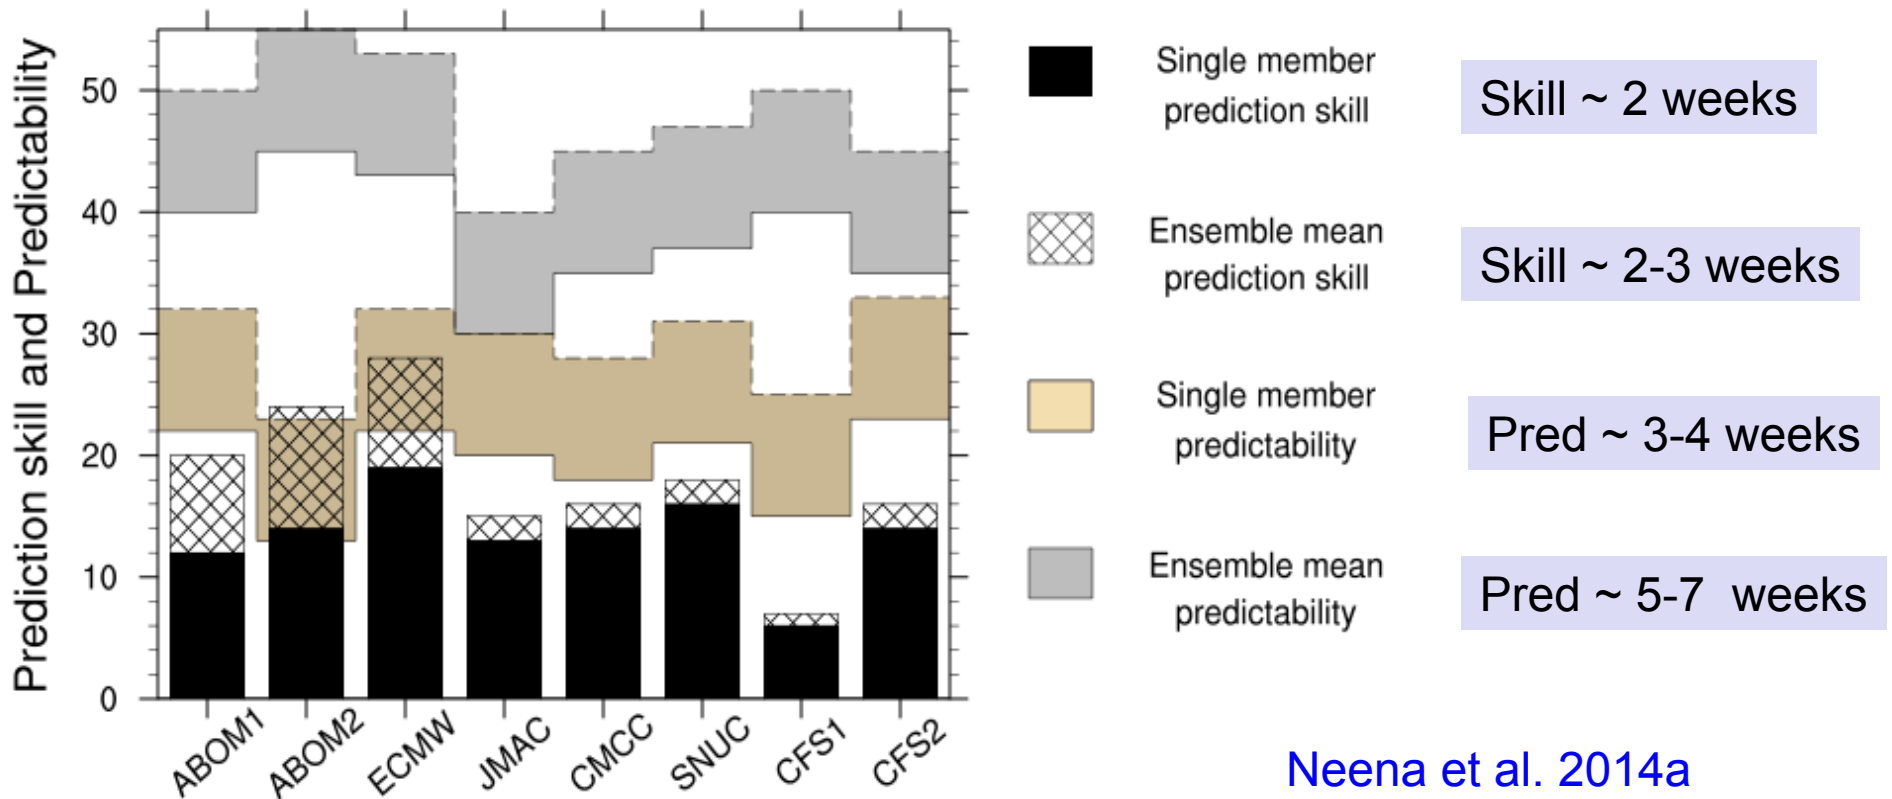 Prediction skill and Predictability
50
40
30
20
10
0
ABOM1
ABOM2
ECMW
JMAC
CMCC
SNUC
CFS1
CFS2
Single member
prediction skill
Skill ~ 2 weeks
Ensemble mean
prediction skill
Skill ~ 2-3 weeks
Single member
predictability
Pred ~ 3-4 weeks
Ensemble mean
predictability
Pred ~ 5-7 weeks
Neena et al. 2014a